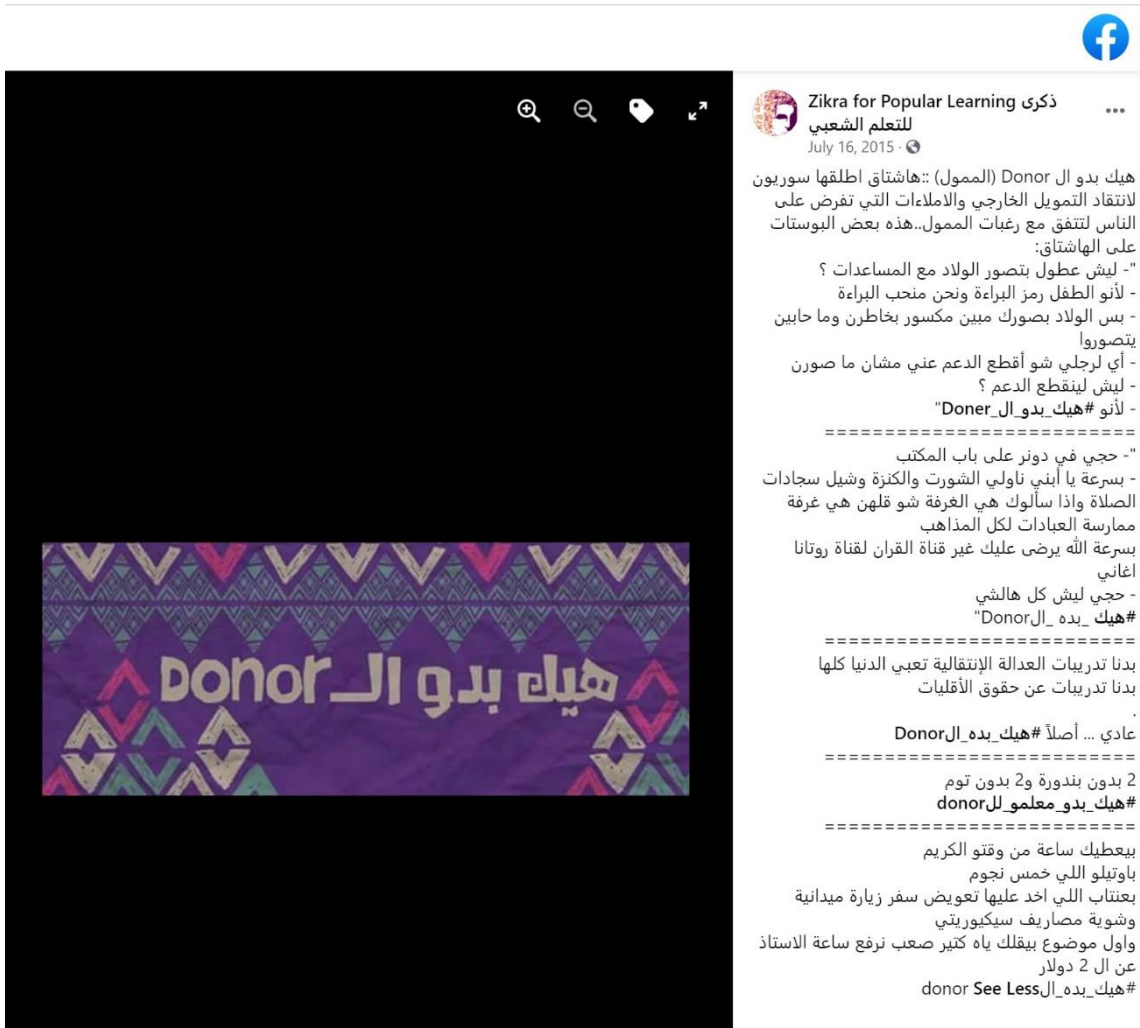 هيك بدو الـ Donor
Zikra for Popular Learning ذكرى
للتعلم الشعبي
July 16, 2015
هيك بدو ال Donor (الممول) ::هاشتاق اطلقها سوريون
لانتقاد التمويل الخارجي والاملاءات التي تفرض على
الناس لتتفق مع رغبات الممول..هذه بعض البوستات
على الهاشتاق:
"- ليش عطول بتصور الولاد مع المساعدات ؟
- لأنو الطفل رمز البراءة ونحن منحب البراءة
- بس الولاد بصورك مبين مكسور بخاطرن وما حابين
يتصوروا
- أي لرجلي شو أقطع الدعم عني مشان ما صورن
- ليش لينقطع الدعم ؟
- لأنو #هيك_بدو_ال_Doner"
==========================
"- حجي في دونر على باب المكتب
- بسرعة يا أبني ناولي الشورت والكنزة وشيل سجادات
الصلاة واذا سألوك هي الغرفة شو قلهن هي غرفة
ممارسة العبادات لكل المذاهب
بسرعة الله يرضى عليك غير قناة القران لقناة روتانا
اغاني
- حجي ليش كل هالشي
#هيك _بده _الDonor"
==========================
بدنا تدريبات العدالة الإنتقالية تعبي الدنيا كلها
بدنا تدريبات عن حقوق الأقليات
.
عادي ... أصلاً #هيك_بده_الDonor
==========================
2 بدون بندورة و2 بدون توم
#هيك_بدو_معلمو_للdonor
==========================
بيعطيك ساعة من وقتو الكريم
باوتيلو اللي خمس نجوم
بعنتاب اللي اخد عليها تعويض سفر زيارة ميدانية
وشوية مصاريف سيكيوريتي
واول موضوع بيقلك ياه كتير صعب نرفع ساعة الاستاذ
عن ال 2 دولار
#هيك_بده_الdonor See Less